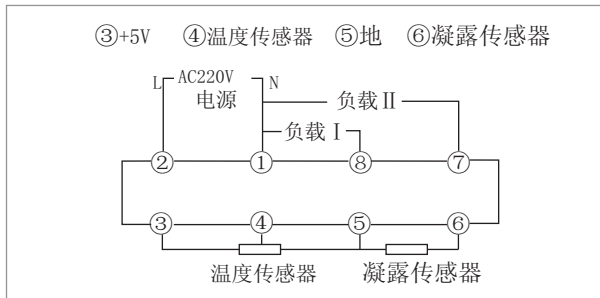 ③+5V ④温度传感器 ⑤地 ⑥凝露传感器
L AC220V N
电源
负载Ⅱ
负载Ⅰ
② ① ⑧ ⑦
③ ④ ⑤ ⑥
温度传感器 凝露传感器